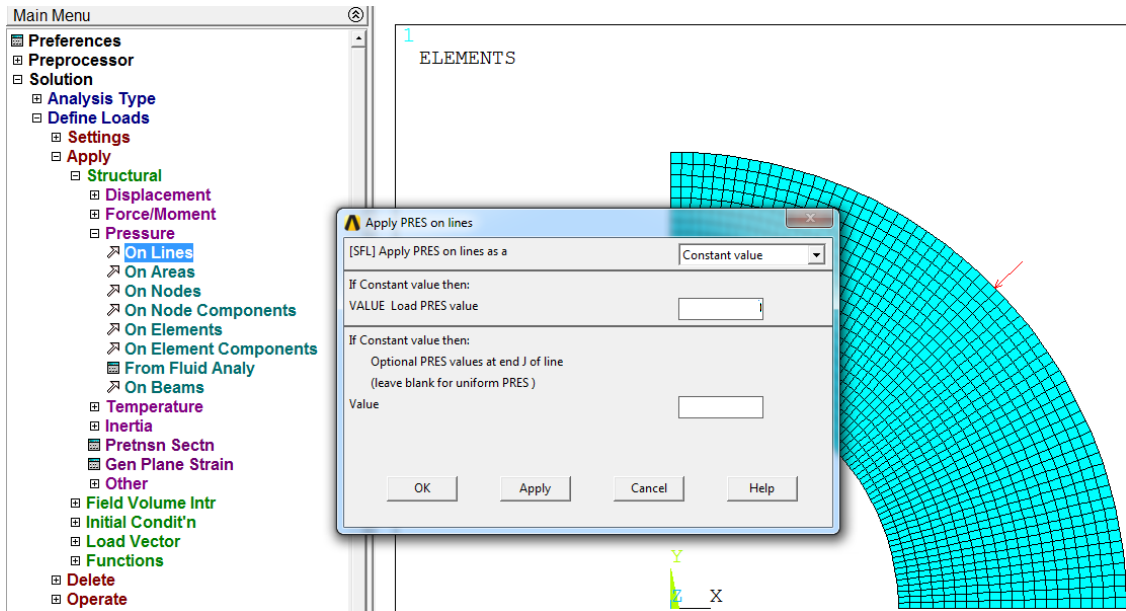 Main Menu
Preferences
Preprocessor
Solution
Analysis Type
Define Loads
Settings
Apply
Structural
Displacement
Force/Moment
Pressure
On Lines
On Areas
On Nodes
On Node Components
On Elements
On Element Components
From Fluid Analy
On Beams
Temperature
Inertia
Pretnsn Sectn
Gen Plane Strain
Other
Field Volume Intr
Initial Condit'n
Load Vector
Functions
Delete
Operate
1
ELEMENTS
Apply PRES on lines
[SFL] Apply PRES on lines as a Constant value
If Constant value then:
VALUE Load PRES value
If Constant value then:
Optional PRES values at end J of line
(leave blank for uniform PRES )
Value
OK Apply Cancel Help
Y
Z X